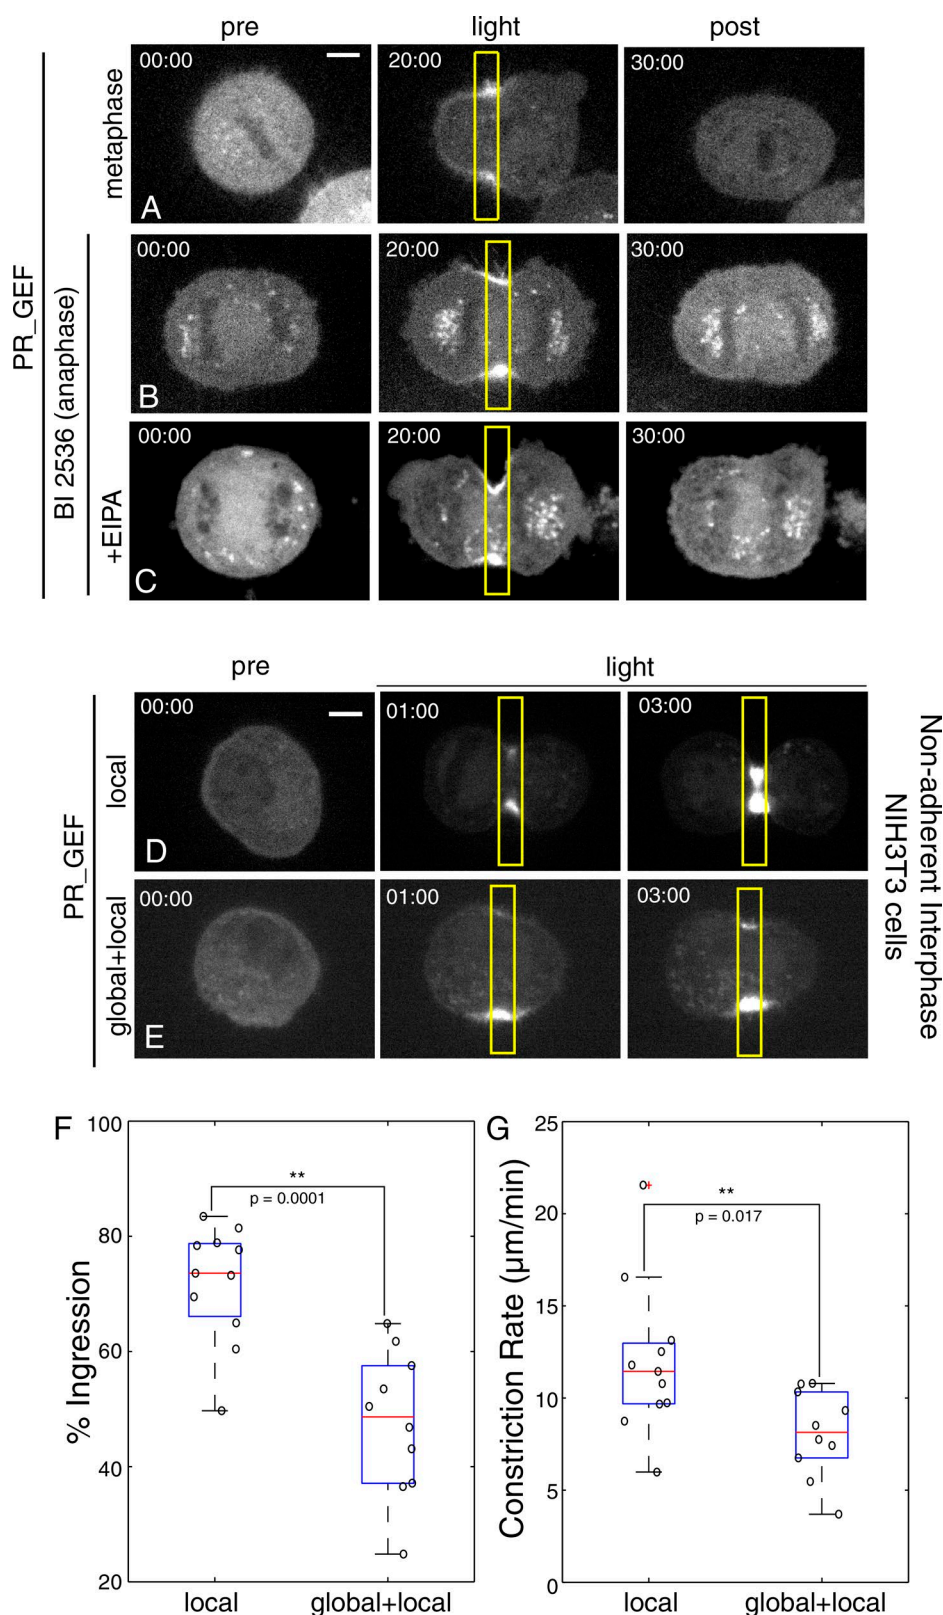 pre light post
PR_GEF
metaphase
00:00 20:00 30:00
A
BI 2536 (anaphase)
00:00 20:00 30:00
B
+EIPA
00:00 20:00 30:00
C
pre light
PR_GEF
local
00:00 01:00 03:00
D
global+local
00:00 01:00 03:00
E
Non-adherent Interphase
NIH3T3 cells
F
% Ingression
100
80
60
40
20
**
p = 0.0001
local global+local
G
Constriction Rate (μm/min)
25
20
15
10
5
0
**
p = 0.017
local global+local